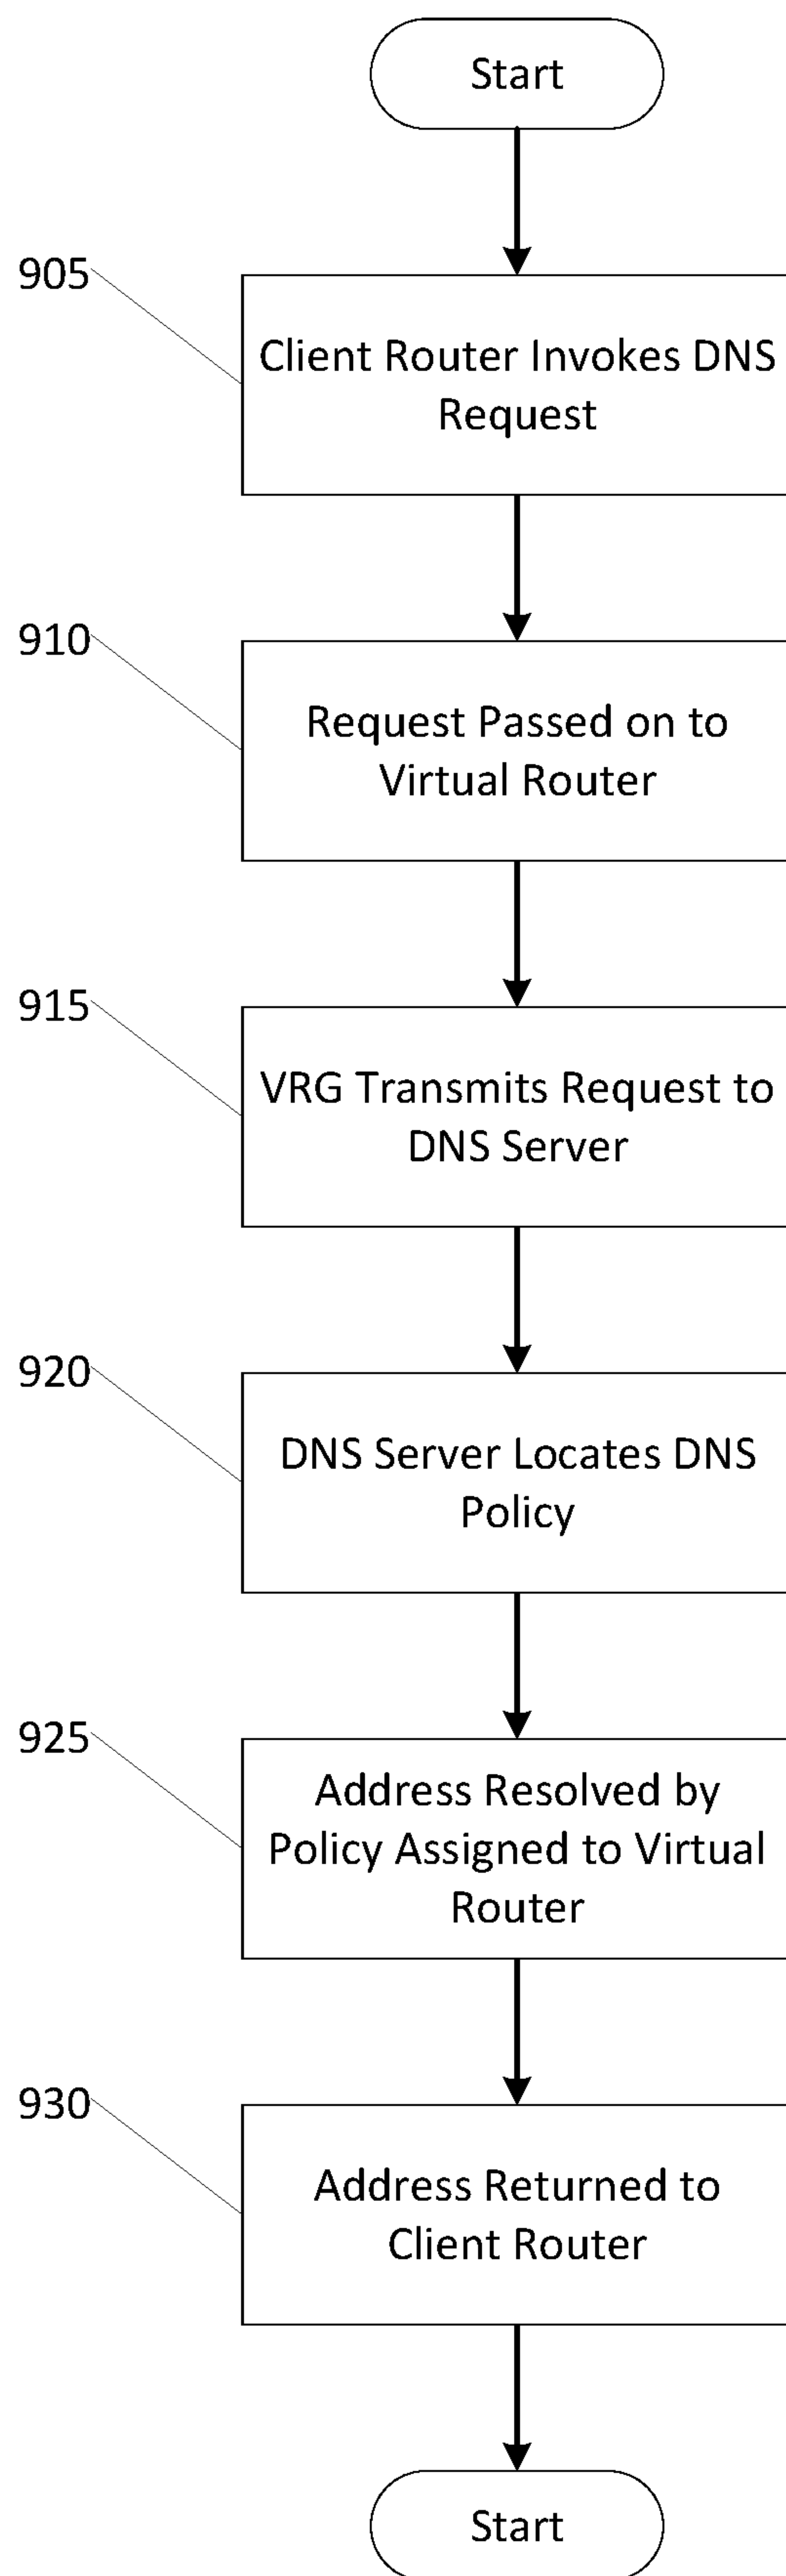 Start
905
Client Router Invokes DNS
Request
910
Request Passed on to
Virtual Router
915
VRG Transmits Request to
DNS Server
920
DNS Server Locates DNS
Policy
925
Address Resolved by
Policy Assigned to Virtual
Router
930
Address Returned to
Client Router
Start